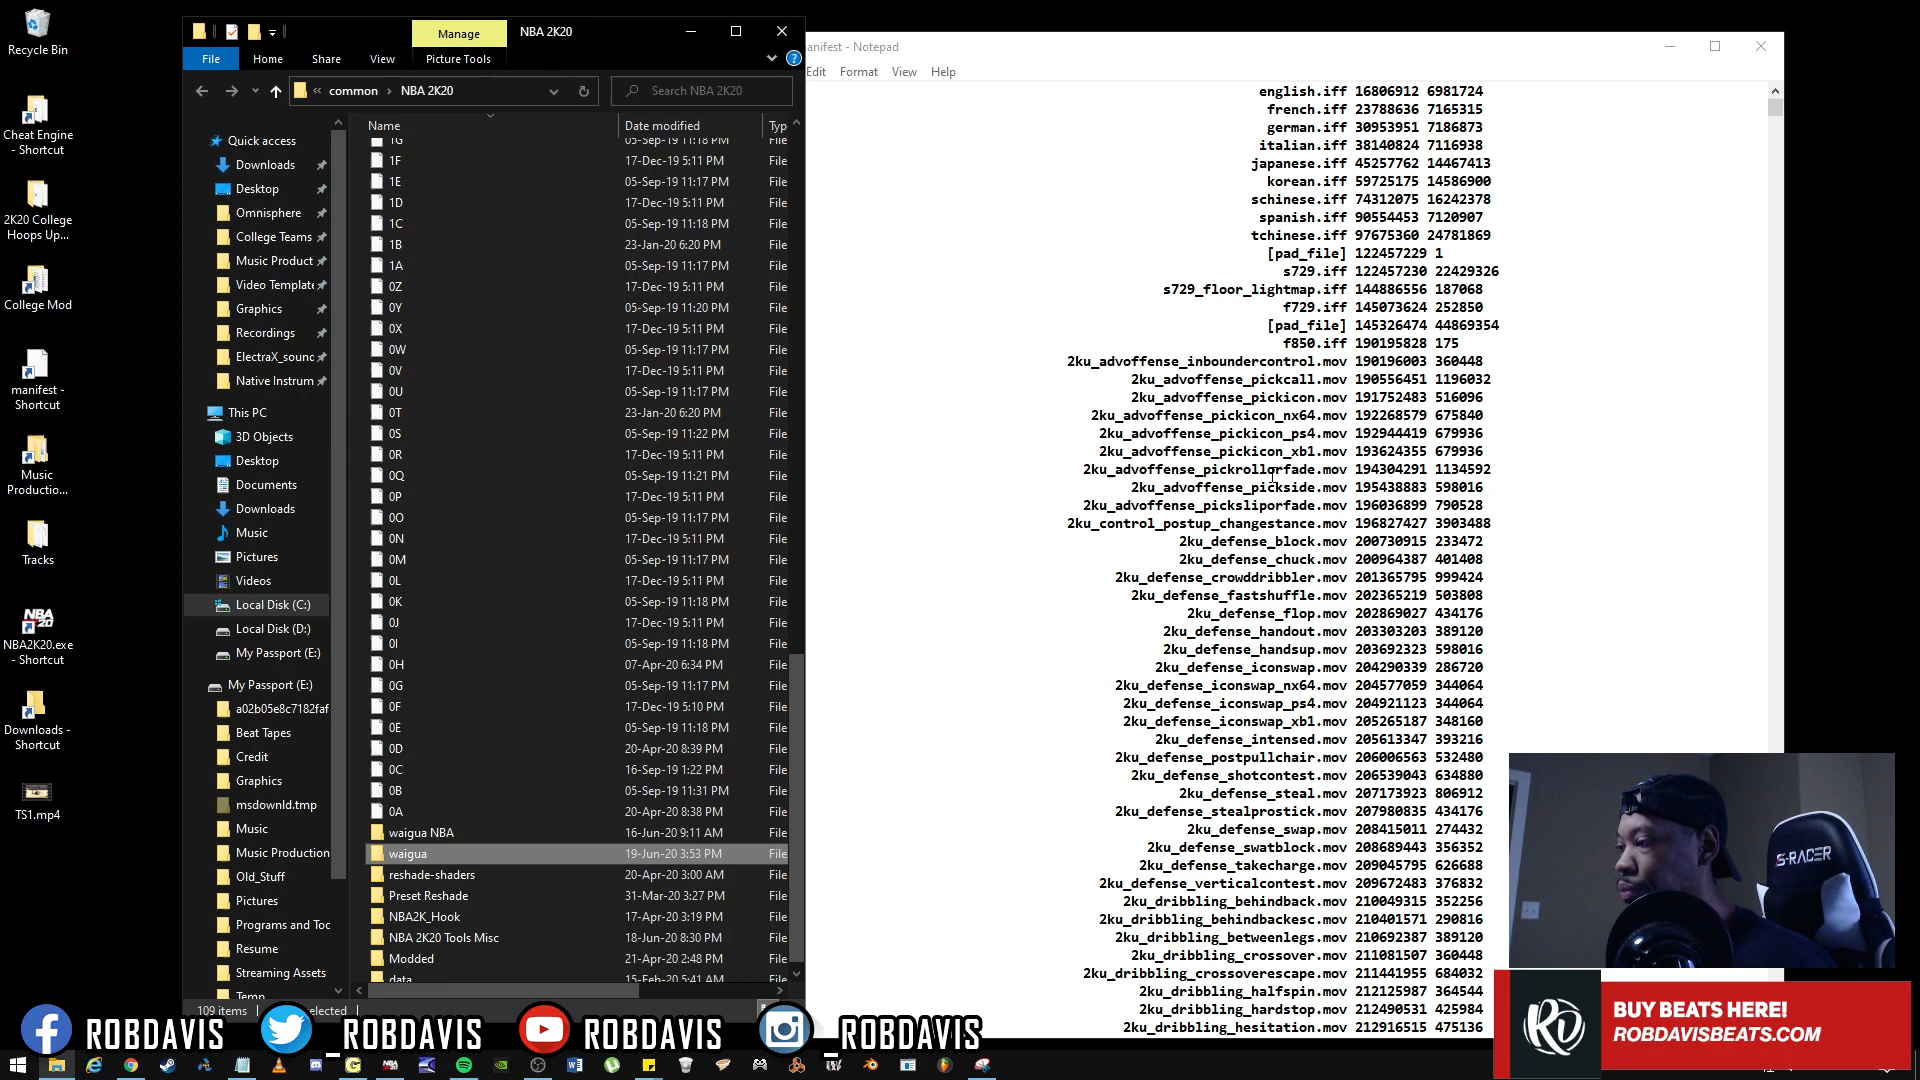 Recycle Bin
Cheat Engine
- Shortcut
2K20 College
Hoops Up...
College Mod
manifest -
Shortcut
Music
Productio...
Tracks
NBA2K20.exe
- Shortcut
Downloads -
Shortcut
TS1.mp4
Manage
NBA 2K20
File
Home
Share
View
Picture Tools
common
NBA 2K20
Search NBA 2K20
Quick access
Downloads
Desktop
Omnisphere
College Teams
Music Product
Video Template
Graphics
Recordings
ElectraX_sounc
Native Instrum
This PC
3D Objects
Desktop
Documents
Downloads
Music
Pictures
Videos
Local Disk (C:)
Local Disk (D:)
My Passport (E:)
My Passport (E:)
a02b05e8c7182faf
Beat Tapes
Credit
Graphics
msdownld.tmp
Music
Music Production
Old_Stuff
Pictures
Programs and Toc
Resume
Streaming Assets
Temp
Name Date modified Typ
1G 05-Sep-19 11:18 PM File
1F 17-Dec-19 5:11 PM File
1E 05-Sep-19 11:17 PM File
1D 17-Dec-19 5:11 PM File
1C 05-Sep-19 11:18 PM File
1B 23-Jan-20 6:20 PM File
1A 05-Sep-19 11:17 PM File
0Z 17-Dec-19 5:11 PM File
0Y 05-Sep-19 11:20 PM File
0X 17-Dec-19 5:11 PM File
0W 05-Sep-19 11:17 PM File
0V 17-Dec-19 5:11 PM File
0U 05-Sep-19 11:17 PM File
0T 23-Jan-20 6:20 PM File
0S 05-Sep-19 11:22 PM File
0R 17-Dec-19 5:11 PM File
0Q 05-Sep-19 11:21 PM File
0P 17-Dec-19 5:11 PM File
0O 05-Sep-19 11:17 PM File
0N 17-Dec-19 5:11 PM File
0M 05-Sep-19 11:17 PM File
0L 17-Dec-19 5:11 PM File
0K 05-Sep-19 11:18 PM File
0J 17-Dec-19 5:11 PM File
0I 05-Sep-19 11:18 PM File
0H 07-Apr-20 6:34 PM File
0G 05-Sep-19 11:17 PM File
0F 17-Dec-19 5:10 PM File
0E 05-Sep-19 11:18 PM File
0D 20-Apr-20 8:39 PM File
0C 16-Sep-19 1:22 PM File
0B 05-Sep-19 11:31 PM File
0A 20-Apr-20 8:38 PM File
waigua NBA 16-Jun-20 9:11 AM File
waigua 19-Jun-20 3:53 PM File
reshade-shaders 20-Apr-20 3:00 AM File
Preset Reshade 31-Mar-20 3:27 PM File
NBA2K_Hook 17-Apr-20 3:19 PM File
NBA 2K20 Tools Misc 18-Jun-20 8:30 PM File
Modded 21-Apr-20 2:48 PM File
data 15-Feb-20 5:41 AM File
109 items
selected
anifest - Notepad
Edit Format View Help
english.iff 16806912 6981724
french.iff 23788636 7165315
german.iff 30953951 7186873
italian.iff 38140824 7116938
japanese.iff 45257762 14467413
korean.iff 59725175 14586900
schinese.iff 74312075 16242378
spanish.iff 90554453 7120907
tchinese.iff 97675360 24781869
[pad_file] 122457229 1
s729.iff 122457230 22429326
s729_floor_lightmap.iff 144886556 187068
f729.iff 145073624 252850
[pad_file] 145326474 44869354
f850.iff 190195828 175
2ku_advoffense_inboundercontrol.mov 190196003 360448
2ku_advoffense_pickcall.mov 190556451 1196032
2ku_advoffense_pickicon.mov 191752483 516096
2ku_advoffense_pickicon_nx64.mov 192268579 675840
2ku_advoffense_pickicon_ps4.mov 192944419 679936
2ku_advoffense_pickicon_xb1.mov 193624355 679936
2ku_advoffense_pickrollorfade.mov 194304291 1134592
2ku_advoffense_pickside.mov 195438883 598016
2ku_advoffense_picksliporfade.mov 196036899 790528
2ku_control_postup_changestance.mov 196827427 3903488
2ku_defense_block.mov 200730915 233472
2ku_defense_chuck.mov 200964387 401408
2ku_defense_crowddribbler.mov 201365795 999424
2ku_defense_fastshuffle.mov 202365219 503808
2ku_defense_flop.mov 202869027 434176
2ku_defense_handout.mov 203303203 389120
2ku_defense_handsup.mov 203692323 598016
2ku_defense_iconswap.mov 204290339 286720
2ku_defense_iconswap_nx64.mov 204577059 344064
2ku_defense_iconswap_ps4.mov 204921123 344064
2ku_defense_iconswap_xb1.mov 205265187 348160
2ku_defense_intensed.mov 205613347 393216
2ku_defense_postpullchair.mov 206006563 532480
2ku_defense_shotcontest.mov 206539043 634880
2ku_defense_steal.mov 207173923 806912
2ku_defense_stealprostick.mov 207980835 434176
2ku_defense_swap.mov 208415011 274432
2ku_defense_swatblock.mov 208689443 356352
2ku_defense_takecharge.mov 209045795 626688
2ku_defense_verticalcontest.mov 209672483 376832
2ku_dribbling_behindback.mov 210049315 352256
2ku_dribbling_behindbackesc.mov 210401571 290816
2ku_dribbling_betweenlegs.mov 210692387 389120
2ku_dribbling_crossover.mov 211081507 360448
2ku_dribbling_crossoverescape.mov 211441955 684032
2ku_dribbling_halfspin.mov 212125987 364544
2ku_dribbling_hardstop.mov 212490531 425984
2ku_dribbling_hesitation.mov 212916515 475136
S-RACER
ROBDAVIS
_ROBDAVIS
ROBDAVIS
_ROBDAVIS
BUY BEATS HERE!
ROBDAVISBEATS.COM